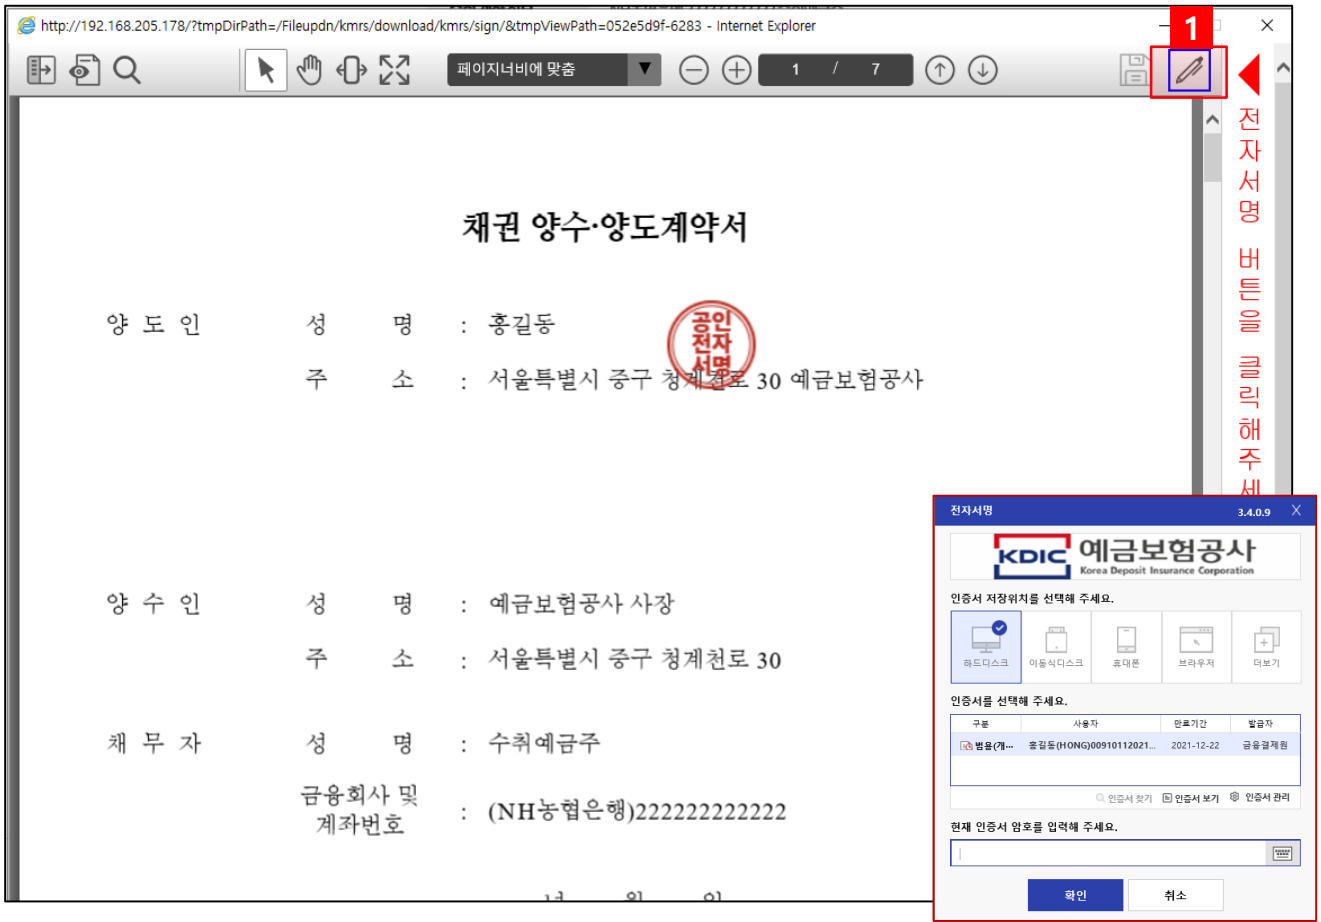 http://192.168.205.178/?tmpDirPath=/Fileupdn/kmrs/download/kmrs/sign/&tmpViewPath=052e5d9f-6283 - Internet Explorer
1
페이지너비에 맞춤
1 / 7
전자서명 버튼을 클릭해주세
채권 양수·양도계약서
양 도 인 성 명 : 홍길동
공인
전자
서명
주 소 : 서울특별시 중구 청계천로 30 예금보험공사
양 수 인 성 명 : 예금보험공사 사장
주 소 : 서울특별시 중구 청계천로 30
채 무 자 성 명 : 수취예금주
금융회사 및
계좌번호 : (NH농협은행)222222222222
년 월 일
전자서명 3.4.0.9 X
KDIC 예금보험공사
Korea Deposit Insurance Corporation
인증서 저장위치를 선택해 주세요.
하드디스크 이동식디스크 휴대폰 브라우저 더보기
인증서를 선택해 주세요.
구분 사용자 만료기간 발급자
범용(개··· 홍길동(HONG)00910112021... 2021-12-22 금융결제원
인증서 찾기 인증서 보기 인증서 관리
현재 인증서 암호를 입력해 주세요.
확인 취소